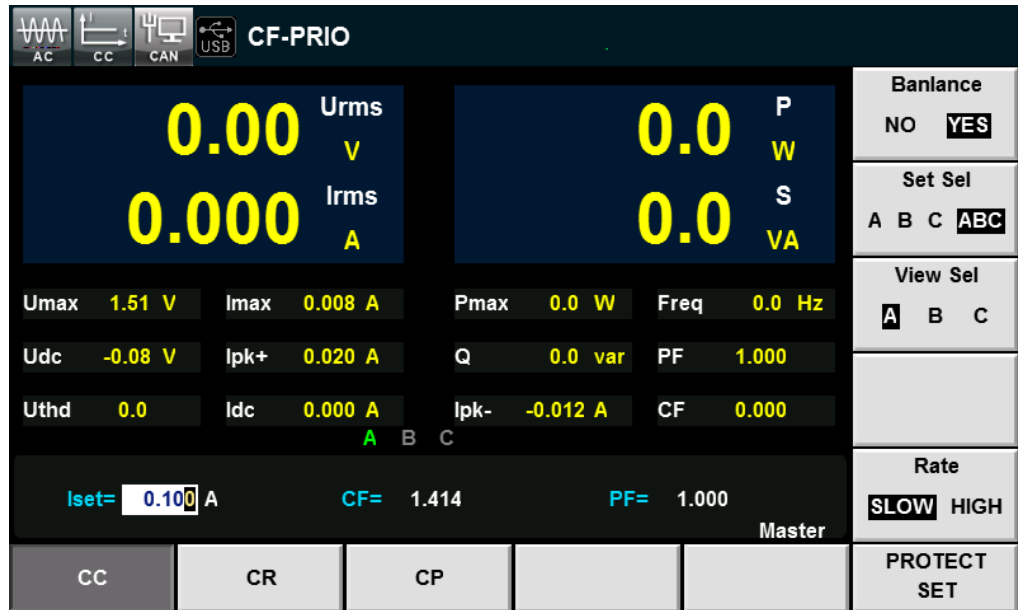 AC CC CAN USB CF-PRIO
t
0.00 Urms V
0.000 Irms A
0.0 P W
0.0 S VA
Umax 1.51 V Imax 0.008 A Pmax 0.0 W Freq 0.0 Hz
Udc -0.08 V Ipk+ 0.020 A Q 0.0 var PF 1.000
Uthd 0.0 Idc 0.000 A Ipk- -0.012 A CF 0.000
A B C
Iset= 0.100 A CF= 1.414 PF= 1.000
Master
CC CR CP
Banlance
NO YES
Set Sel
A B C ABC
View Sel
A B C
Rate
SLOW HIGH
PROTECT
SET